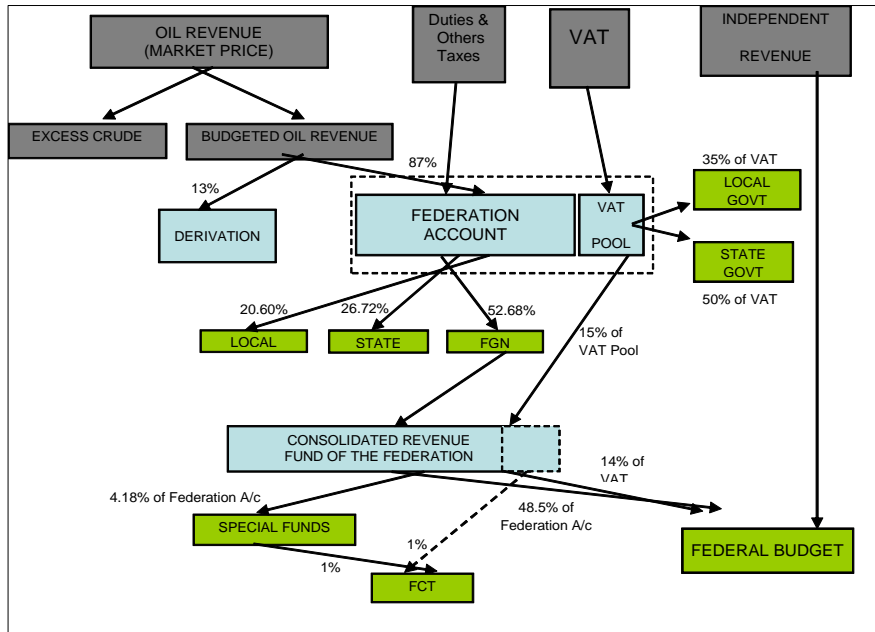 OIL REVENUE
(MARKET PRICE)
Duties &
Others
Taxes
VAT
INDEPENDENT
REVENUE
EXCESS CRUDE
BUDGETED OIL REVENUE
87%
35% of VAT
13%
LOCAL
GOVT
DERIVATION
FEDERATION
ACCOUNT
VAT
POOL
STATE
GOVT
50% of VAT
20.60%
26.72%
52.68%
15% of
VAT Pool
LOCAL
STATE
FGN
CONSOLIDATED REVENUE
FUND OF THE FEDERATION
14% of
VAT
4.18% of Federation A/c
48.5% of
Federation A/c
SPECIAL FUNDS
1%
1%
FEDERAL BUDGET
FCT